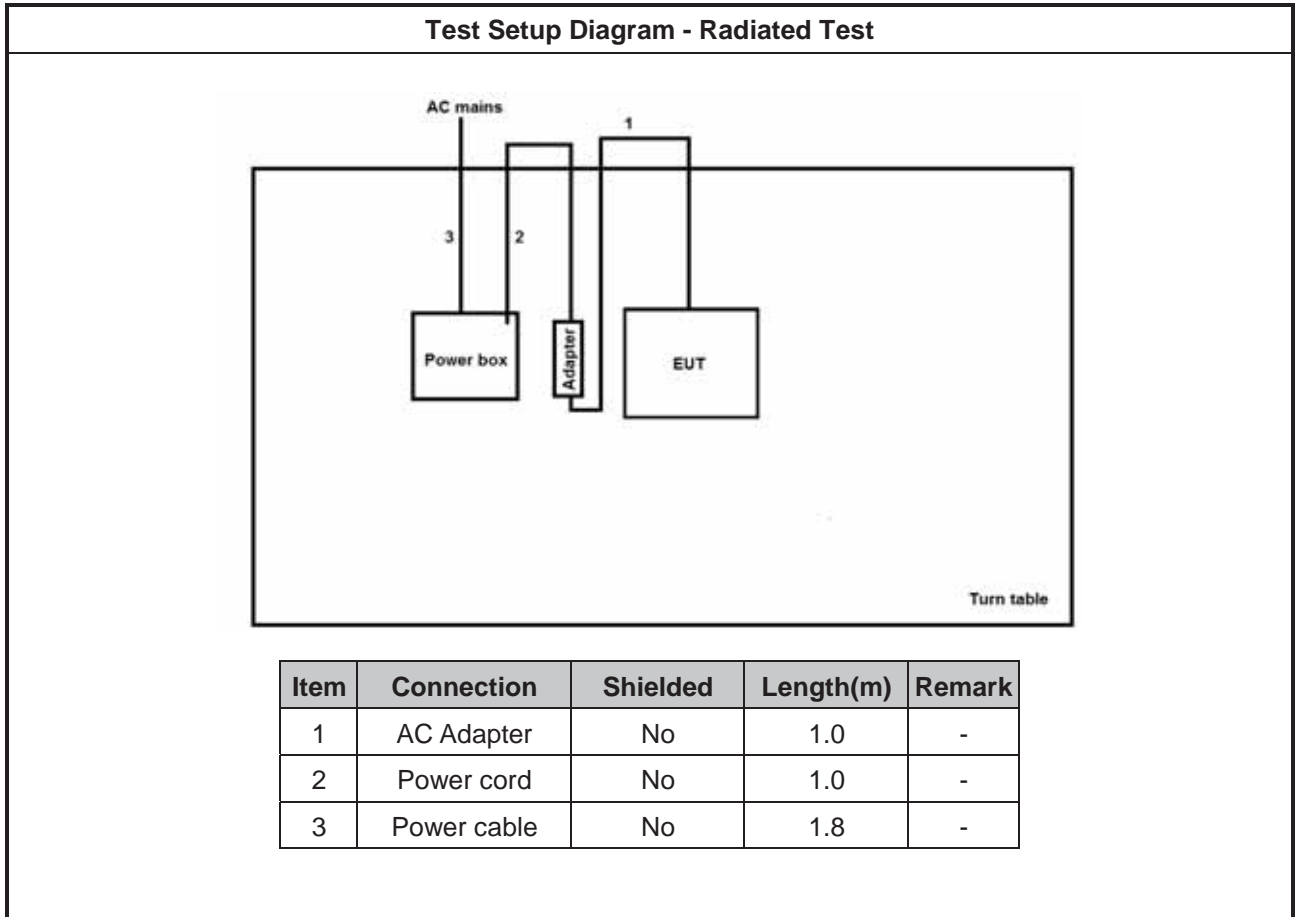 Test Setup Diagram - Radiated Test
AC mains
1
3
2
Power box
Adapter
EUT
Turn table
Item Connection Shielded Length(m) Remark
1 AC Adapter No 1.0 -
2 Power cord No 1.0 -
3 Power cable No 1.8 -